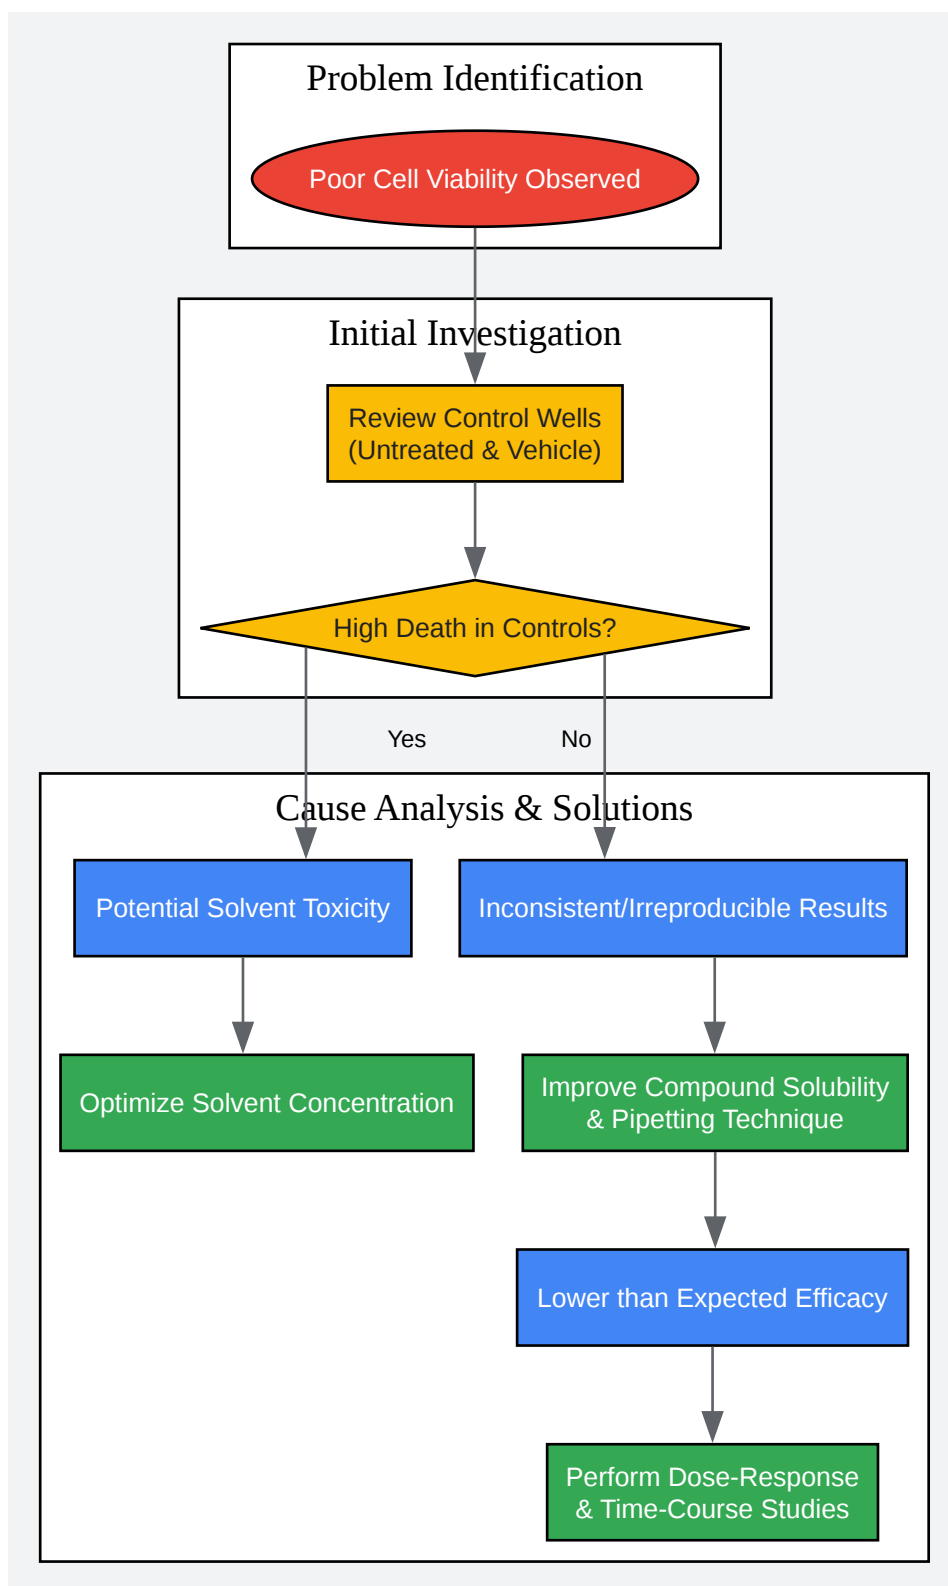 Problem Identification
Poor Cell Viability Observed
Initial Investigation
Review Control Wells
(Untreated & Vehicle)
High Death in Controls?
Yes
No
Cause Analysis & Solutions
Potential Solvent Toxicity
Inconsistent/Irreproducible Results
Optimize Solvent Concentration
Improve Compound Solubility
& Pipetting Technique
Lower than Expected Efficacy
Perform Dose-Response
& Time-Course Studies